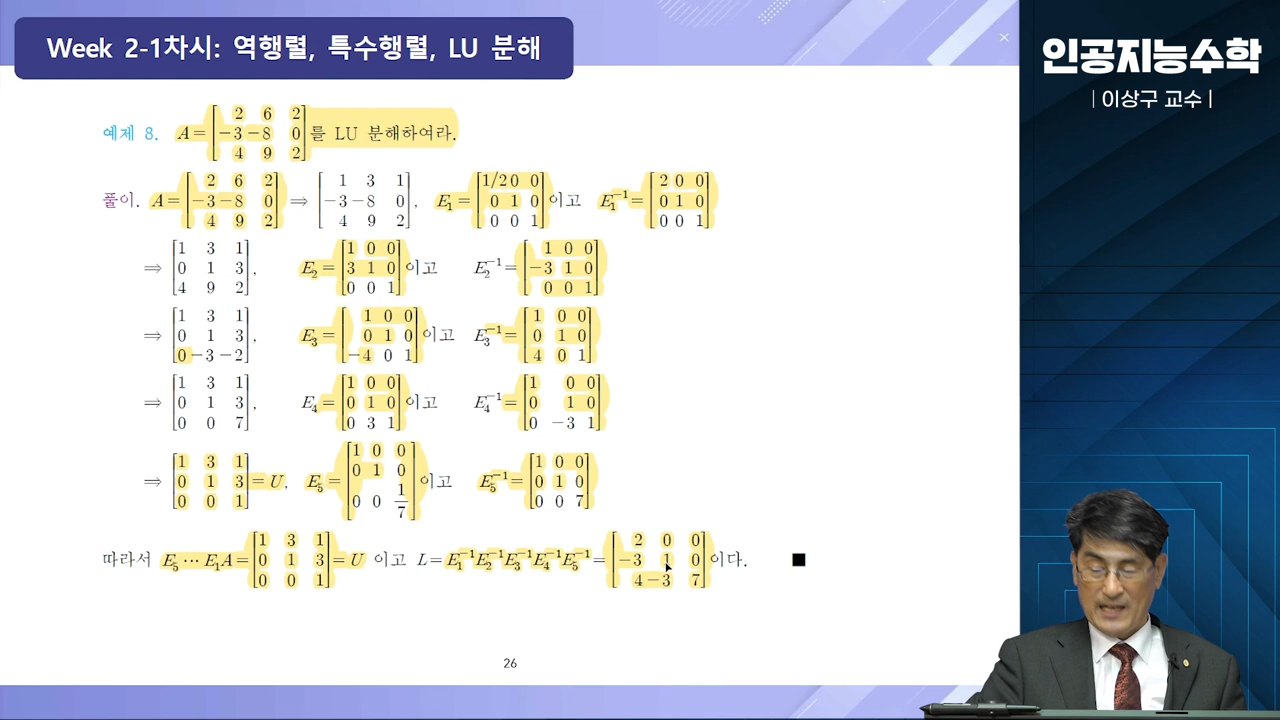 Week 2-1차시: 역행렬, 특수행렬, LU 분해
인공지능수학
| 이상구 교수 |
예제 8. A = [2 6 2; -3 -8 0; 4 9 2] 를 LU 분해하여라.
풀이. A = [2 6 2; -3 -8 0; 4 9 2] ⇒ [1 3 1; -3 -8 0; 4 9 2], E₁ = [1/2 0 0; 0 1 0; 0 0 1] 이고 E₁⁻¹ = [2 0 0; 0 1 0; 0 0 1]
⇒ [1 3 1; 0 1 3; 4 9 2], E₂ = [1 0 0; 3 1 0; 0 0 1] 이고 E₂⁻¹ = [1 0 0; -3 1 0; 0 0 1]
⇒ [1 3 1; 0 1 3; 0 -3 -2], E₃ = [1 0 0; 0 1 0; -4 0 1] 이고 E₃⁻¹ = [1 0 0; 0 1 0; 4 0 1]
⇒ [1 3 1; 0 1 3; 0 0 7], E₄ = [1 0 0; 0 1 0; 0 3 1] 이고 E₄⁻¹ = [1 0 0; 0 1 0; 0 -3 1]
⇒ [1 3 1; 0 1 3; 0 0 1] = U, E₅ = [1 0 0; 0 1 0; 0 0 1/7] 이고 E₅⁻¹ = [1 0 0; 0 1 0; 0 0 7]
따라서 E₅ ⋯ E₁A = [1 3 1; 0 1 3; 0 0 1] = U 이고 L = E₁⁻¹E₂⁻¹E₃⁻¹E₄⁻¹E₅⁻¹ = [2 0 0; -3 1 0; 4 -3 7] 이다. ■
26